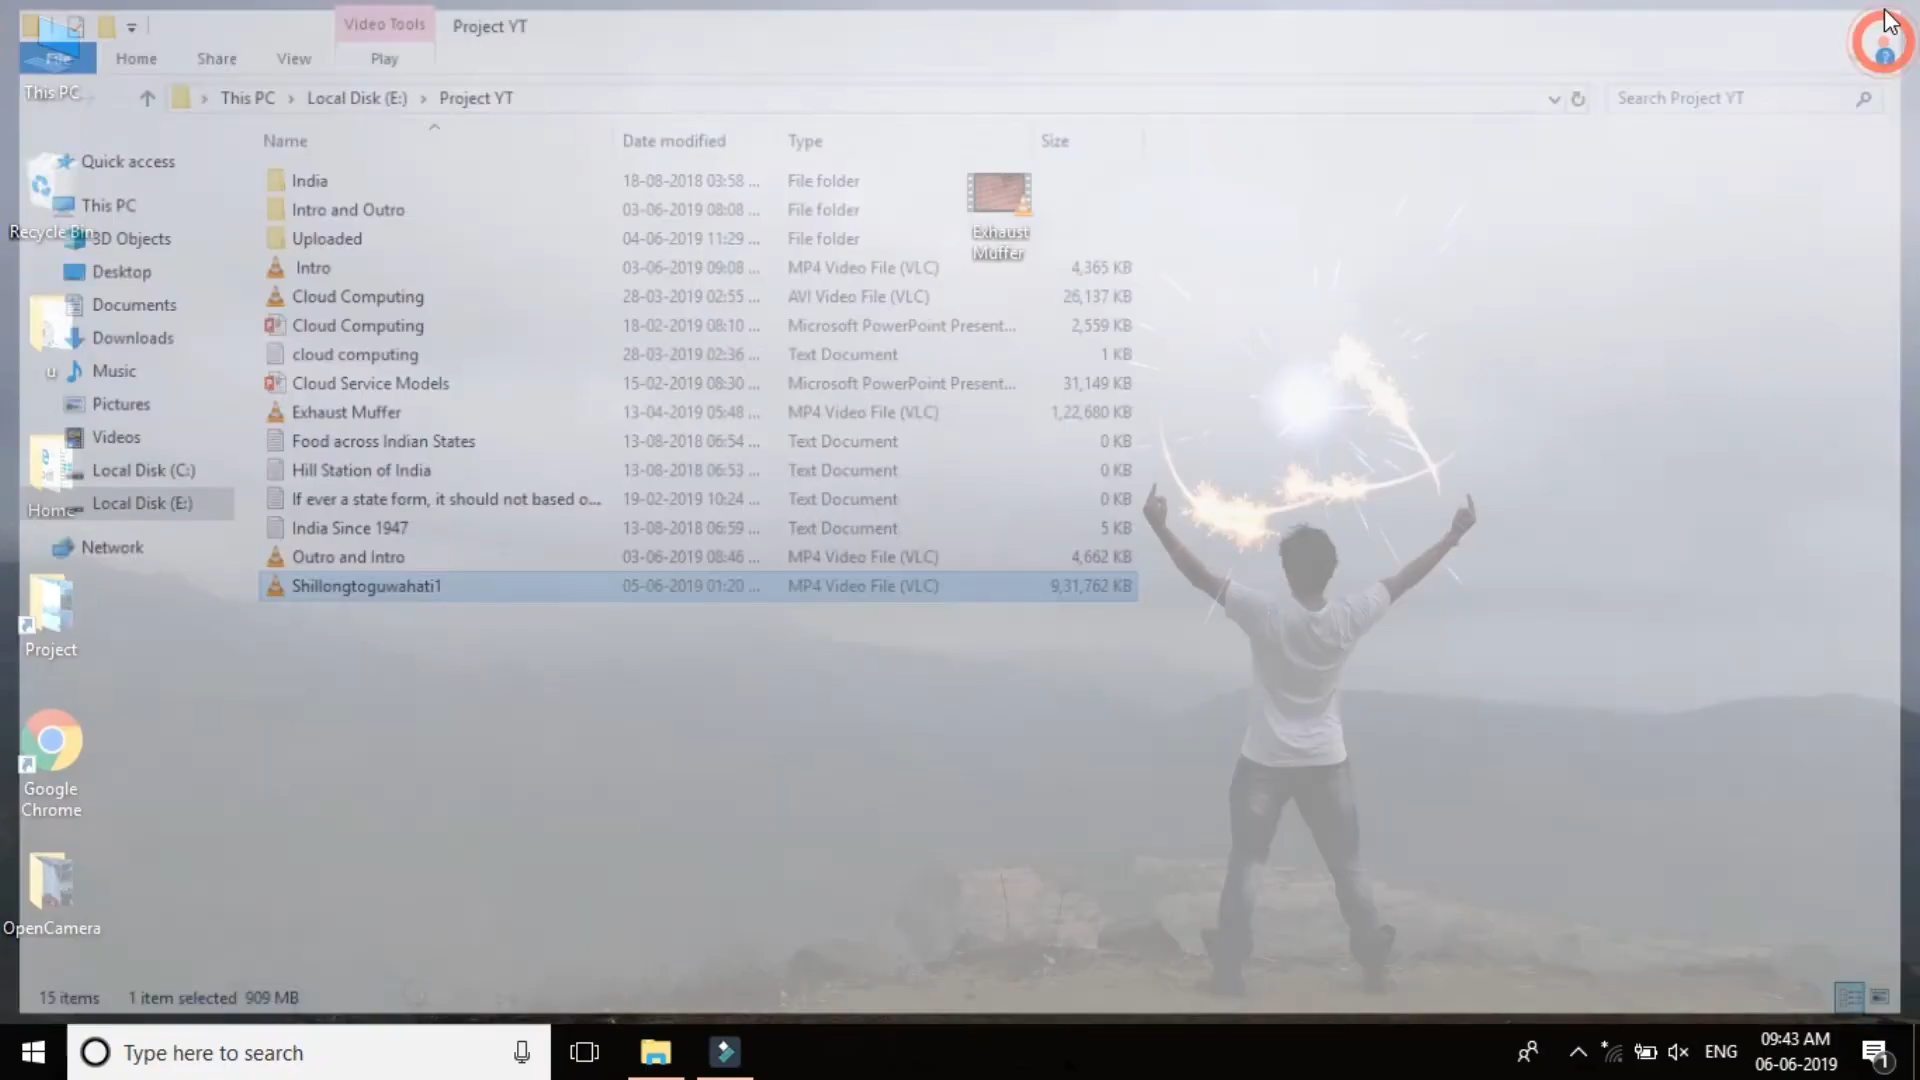 Video Tools
Project YT
File
Home
Share
View
Play
This PC
This PC
Local Disk (E:)
Project YT
Search Project YT
Name
Date modified
Type
Size
Quick access
This PC
3D Objects
Desktop
Documents
Downloads
Music
Pictures
Videos
Local Disk (C:)
Local Disk (E:)
Network
Recycle Bin
u
Home
Project
Google
Chrome
OpenCamera
Exhaust
Muffer
India 18-08-2018 03:58 ... File folder
Intro and Outro 03-06-2019 08:08 ... File folder
Uploaded 04-06-2019 11:29 ... File folder
Intro 03-06-2019 09:08 ... MP4 Video File (VLC) 4,365 KB
Cloud Computing 28-03-2019 02:55 ... AVI Video File (VLC) 26,137 KB
Cloud Computing 18-02-2019 08:10 ... Microsoft PowerPoint Present... 2,559 KB
cloud computing 28-03-2019 02:36 ... Text Document 1 KB
Cloud Service Models 15-02-2019 08:30 ... Microsoft PowerPoint Present... 31,149 KB
Exhaust Muffer 13-04-2019 05:48 ... MP4 Video File (VLC) 1,22,680 KB
Food across Indian States 13-08-2018 06:54 ... Text Document 0 KB
Hill Station of India 13-08-2018 06:53 ... Text Document 0 KB
If ever a state form, it should not based o... 19-02-2019 10:24 ... Text Document 0 KB
India Since 1947 13-08-2018 06:59 ... Text Document 5 KB
Outro and Intro 03-06-2019 08:46 ... MP4 Video File (VLC) 4,662 KB
Shillongtoguwahati1 05-06-2019 01:20 ... MP4 Video File (VLC) 9,31,762 KB
15 items 1 item selected 909 MB
Type here to search
ENG
09:43 AM
06-06-2019
1